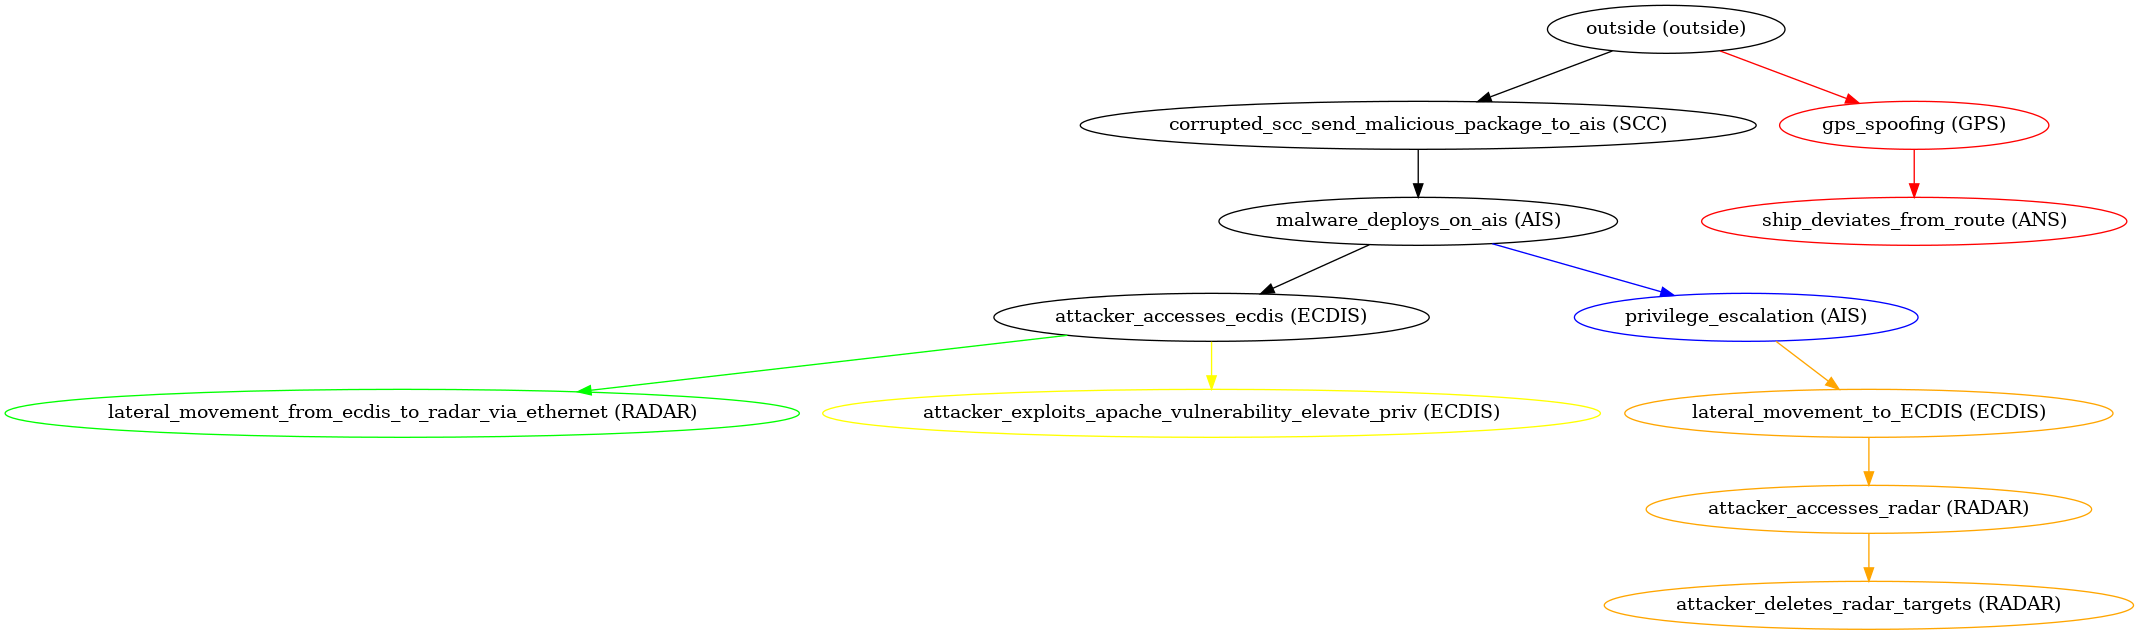 outside (outside)
corrupted_scc_send_malicious_package_to_ais (SCC)
gps_spoofing (GPS)
malware_deploys_on_ais (AIS)
ship_deviates_from_route (ANS)
attacker_accesses_ecdis (ECDIS)
privilege_escalation (AIS)
lateral_movement_from_ecdis_to_radar_via_ethernet (RADAR)
attacker_exploits_apache_vulnerability_elevate_priv (ECDIS)
lateral_movement_to_ECDIS (ECDIS)
attacker_accesses_radar (RADAR)
attacker_deletes_radar_targets (RADAR)